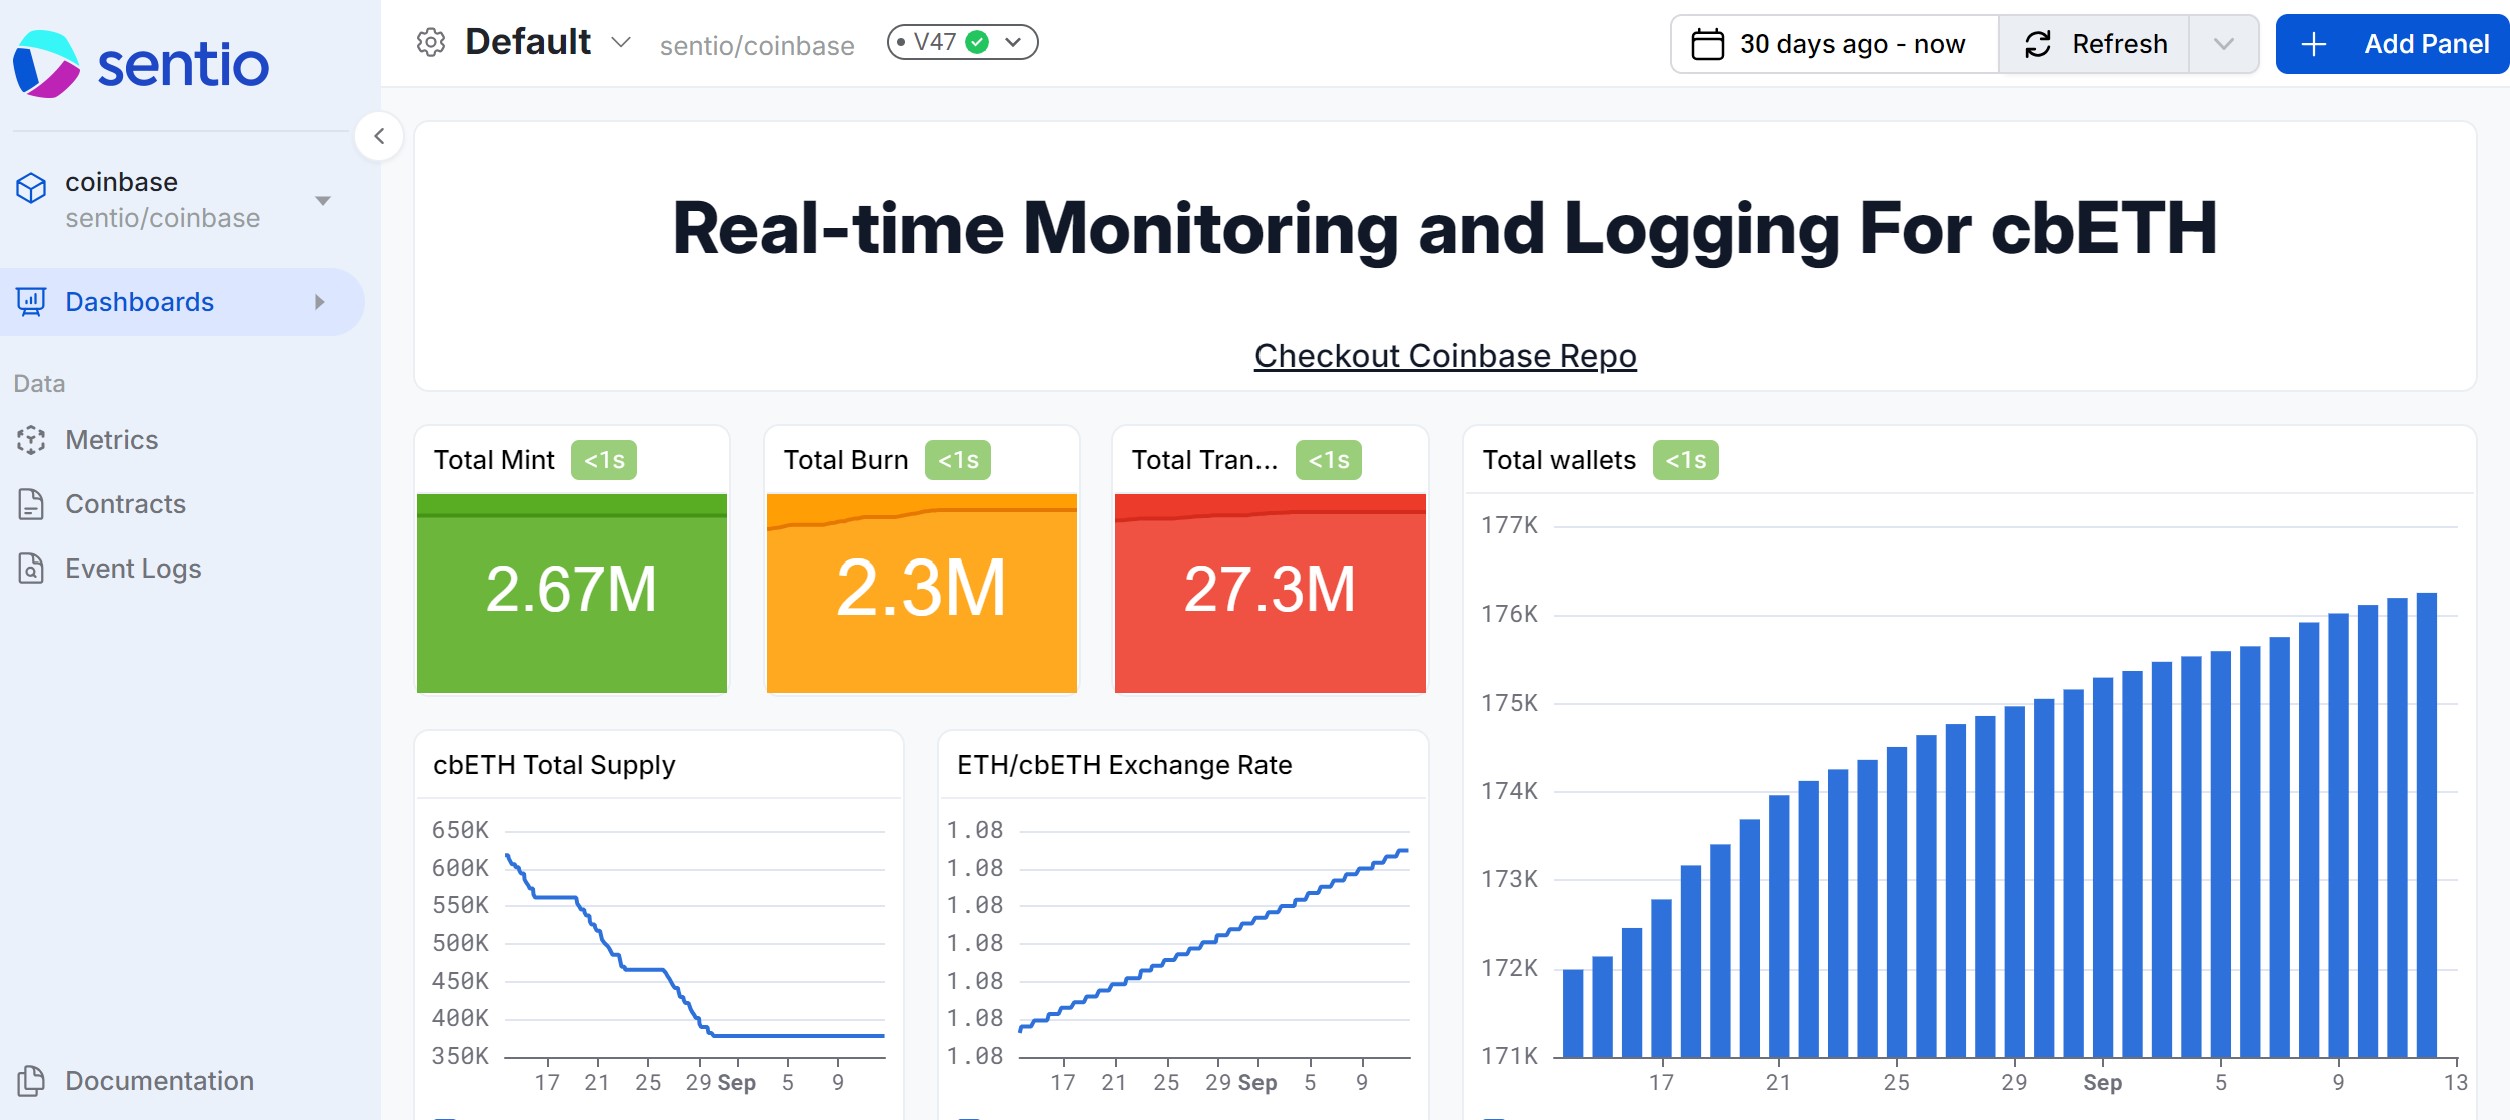 sentio
coinbase
sentio/coinbase
Dashboards
Data
Metrics
Contracts
Event Logs
Documentation
Default
sentio/coinbase
V47
30 days ago - now
Refresh
Add Panel
Real-time Monitoring and Logging For cbETH
Checkout Coinbase Repo
Total Mint <1s
2.67M
Total Burn <1s
2.3M
Total Tran... <1s
27.3M
Total wallets <1s
177K
176K
175K
174K
173K
172K
171K
17 21 25 29 Sep 5 9 13
cbETH Total Supply
650K
600K
550K
500K
450K
400K
350K
17 21 25 29 Sep 5 9
ETH/cbETH Exchange Rate
1.08
1.08
1.08
1.08
1.08
1.08
1.08
17 21 25 29 Sep 5 9